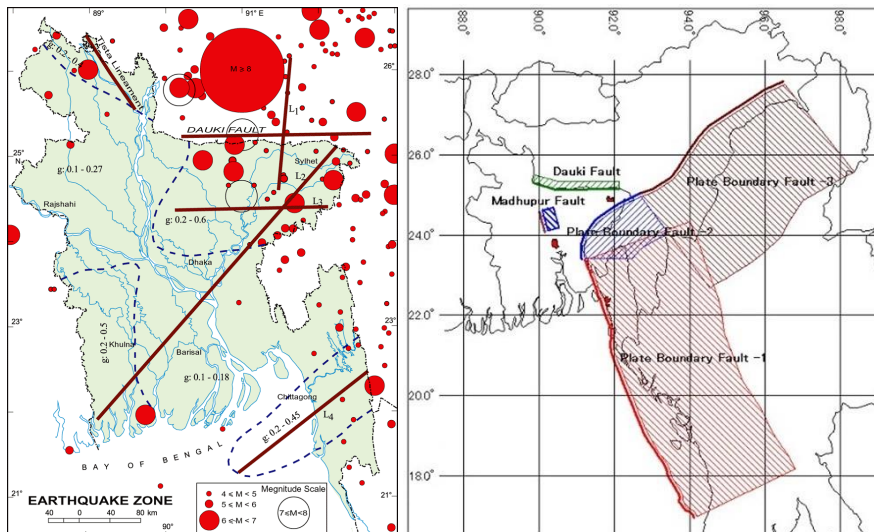 91° E
M ≥ 8
26°
Tista Lineament
L1
DAUKI FAULT
25°
25°
N
Sylhet
L2
g: 0.1 - 0.27
Rajshahi
g: 0.2 - 0.6
L3
Dhaka
23°
23°
g: 0.2 - 0.5
Khulna
Barisal
g: 0.1 - 0.18
Chittagong
g: 0.2 - 0.45
L4
BAY OF BENGAL
21°
21°
EARTHQUAKE ZONE
40 0 40 80 km
90°
Megnitude Scale
4 ≤ M < 5
5 ≤ M < 6
6 ≤ M < 7
7 ≤ M < 8
88.0°
90.0°
92.0°
94.0°
96.0°
98.0°
28.0°
26.0°
24.0°
22.0°
20.0°
18.0°
Dauki Fault
Madhupur Fault
Plate Boundary Fault -3
Plate Boundary Fault -2
Plate Boundary Fault -1